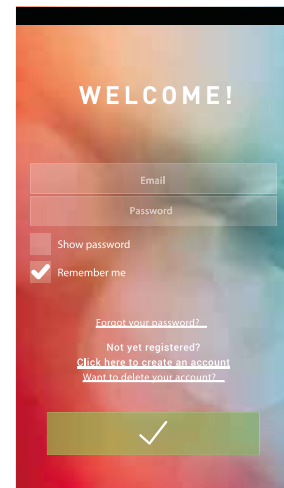 WELCOME!
Email
Password
Show password
Remember me
Forgot your password?
Not yet registered?
Click here to create an account
Want to delete your account?